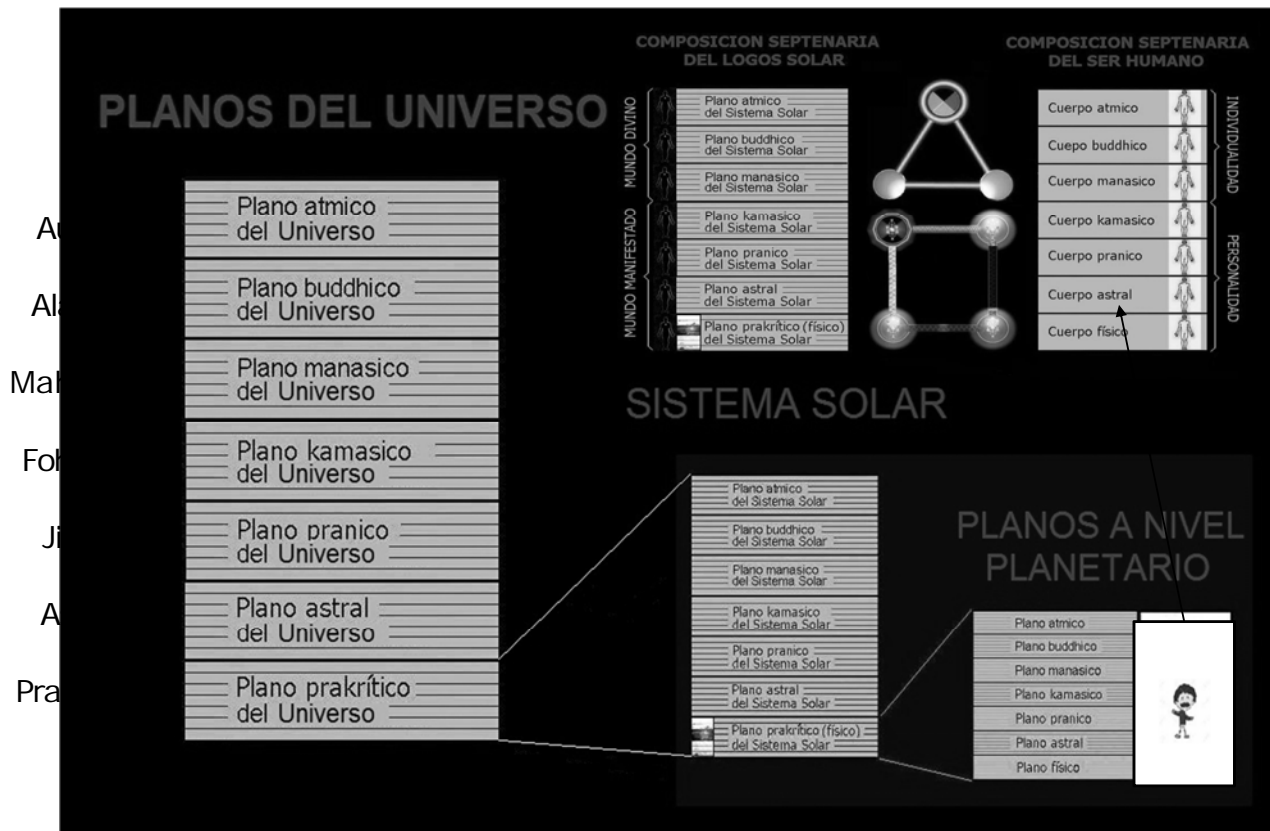 PLANOS DEL UNIVERSO
Plano atmico
del Universo
Plano buddhico
del Universo
Plano manasico
del Universo
Plano kamasico
del Universo
Plano pranico
del Universo
Plano astral
del Universo
Plano prakrítico
del Universo
COMPOSICION SEPTENARIA
DEL LOGOS SOLAR
MUNDO DIVINO
MUNDO MANIFESTADO
Plano atmico
del Sistema Solar
Plano buddhico
del Sistema Solar
Plano manasico
del Sistema Solar
Plano kamasico
del Sistema Solar
Plano pranico
del Sistema Solar
Plano astral
del Sistema Solar
Plano prakrítico (físico)
del Sistema Solar
COMPOSICION SEPTENARIA
DEL SER HUMANO
Cuerpo atmico
Cuepo buddhico
Cuerpo manasico
Cuerpo kamasico
Cuerpo pranico
Cuerpo astral
Cuerpo físico
INDIVIDUALIDAD
PERSONALIDAD
SISTEMA SOLAR
Plano atmico
del Sistema Solar
Plano buddhico
del Sistema Solar
Plano manasico
del Sistema Solar
Plano kamasico
del Sistema Solar
Plano pranico
del Sistema Solar
Plano astral
del Sistema Solar
Plano prakrítico (físico)
del Sistema Solar
PLANOS A NIVEL
PLANETARIO
Plano atmico
Plano buddhico
Plano manasico
Plano kamasico
Plano pranico
Plano astral
Plano físico